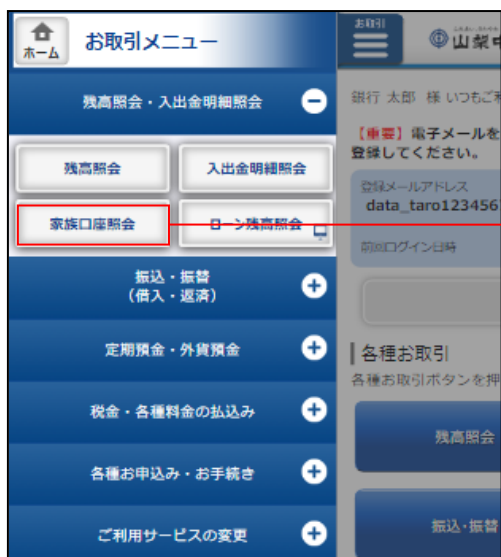 ホーム
お取引メニュー
残高照会・入出金明細照会
残高照会
入出金明細照会
家族口座照会
ローン残高照会
振込・振替
(借入・返済)
定期預金・外貨預金
税金・各種料金の払込み
各種お申込み・お手続き
ご利用サービスの変更
お取引
山梨中
銀行 太郎 様 いつもご利
【重要】電子メールを
登録してください。
登録メールアドレス
data_taro123456
前回ログイン日時
各種お取引
各種お取引ボタンを押
残高照会
振込・振替